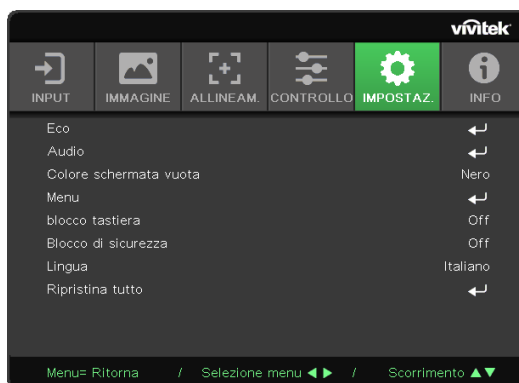 vivitek
INPUT IMMAGINE ALLINEAM. CONTROLLO IMPOSTAZ. INFO
Eco
Audio
Colore schermata vuota Nero
Menu
blocco tastiera Off
Blocco di sicurezza Off
Lingua Italiano
Ripristina tutto
Menu= Ritorna / Selezione menu ◀ ▶ / Scorrimento ▲▼